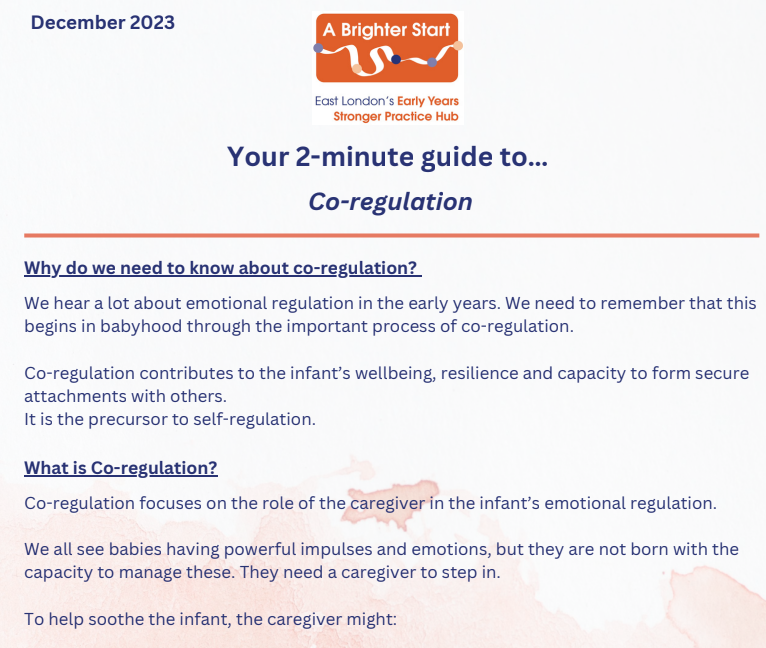 December 2023
A Brighter Start
East London's Early Years
Stronger Practice Hub
Your 2-minute guide to...
Co-regulation
Why do we need to know about co-regulation?
We hear a lot about emotional regulation in the early years. We need to remember that this
begins in babyhood through the important process of co-regulation.
Co-regulation contributes to the infant's wellbeing, resilience and capacity to form secure
attachments with others.
It is the precursor to self-regulation.
What is Co-regulation?
Co-regulation focuses on the role of the caregiver in the infant's emotional regulation.
We all see babies having powerful impulses and emotions, but they are not born with the
capacity to manage these. They need a caregiver to step in.
To help soothe the infant, the caregiver might: